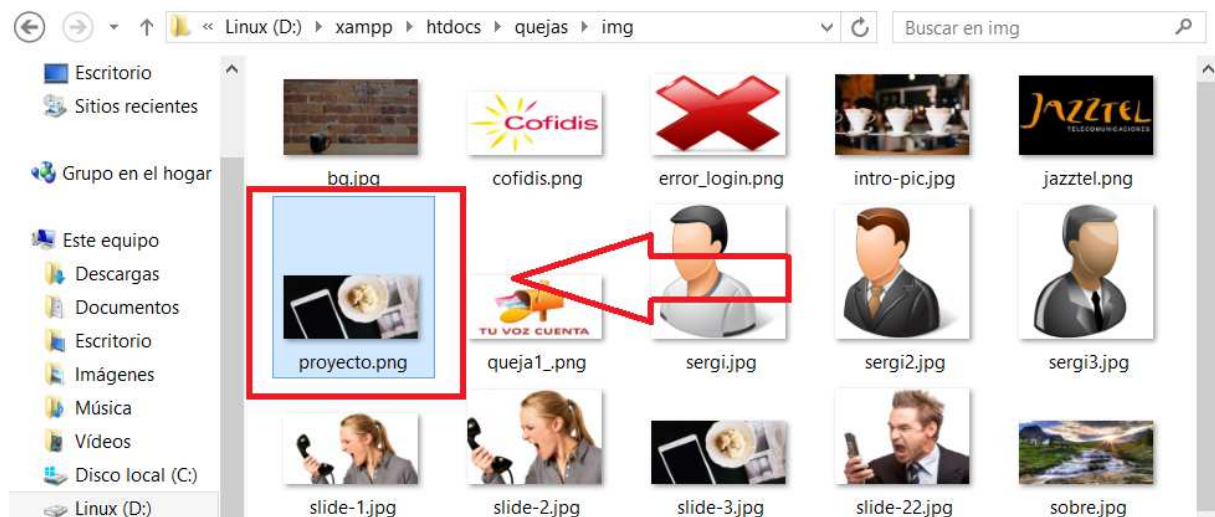 « Linux (D:) ▸ xampp ▸ htdocs ▸ quejas ▸ img
Buscar en img
Escritorio
Sitios recientes
Grupo en el hogar
Este equipo
Descargas
Documentos
Escritorio
Imágenes
Música
Vídeos
Disco local (C:)
Linux (D:)
Cofidis
JAZZTEL
TELECOMUNICACIONES
bg.jpg
cofidis.png
error_login.png
intro-pic.jpg
jazztel.png
TU VOZ CUENTA
proyecto.png
queja1_.png
sergi.jpg
sergi2.jpg
sergi3.jpg
slide-1.jpg
slide-2.jpg
slide-3.jpg
slide-22.jpg
sobre.jpg